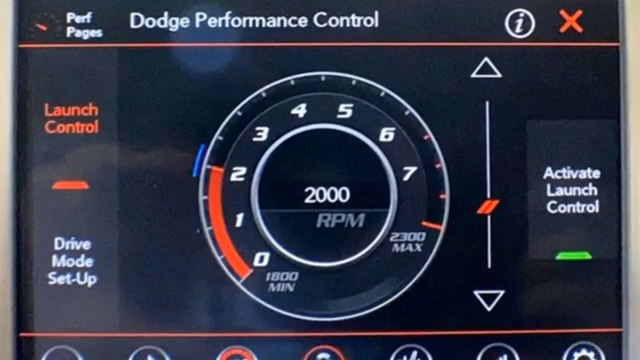 Perf
Pages
Dodge Performance Control
i
Launch
Control
Drive
Mode
Set-Up
0
1
2
3
4
5
6
7
2000
RPM
1800
MIN
2300
MAX
Activate
Launch
Control